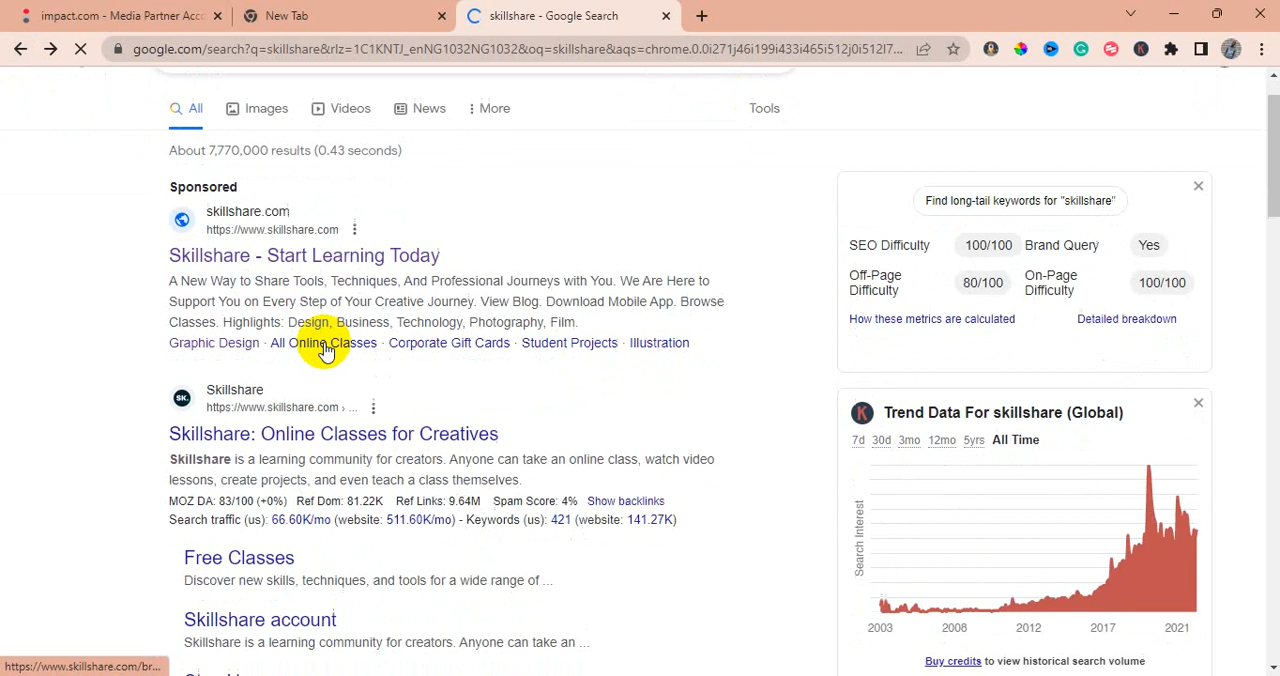 impact.com - Media Partner Acc
New Tab
skillshare - Google Search
google.com/search?q=skillshare&rlz=1C1KNTJ_enNG1032NG1032&oq=skillshare&aqs=chrome.0.0i271j46i199i433i465i512j0i512l7...
All
Images
Videos
News
More
Tools
About 7,770,000 results (0.43 seconds)
Sponsored
skillshare.com
https://www.skillshare.com
Skillshare - Start Learning Today
A New Way to Share Tools, Techniques, And Professional Journeys with You. We Are Here to
Support You on Every Step of Your Creative Journey. View Blog. Download Mobile App. Browse
Classes. Highlights: Design, Business, Technology, Photography, Film.
Graphic Design · All Online Classes · Corporate Gift Cards · Student Projects · Illustration
SK.
Skillshare
https://www.skillshare.com › ...
Skillshare: Online Classes for Creatives
Skillshare is a learning community for creators. Anyone can take an online class, watch video
lessons, create projects, and even teach a class themselves.
MOZ DA: 83/100 (+0%) Ref Dom: 81.22K Ref Links: 9.64M Spam Score: 4% Show backlinks
Search traffic (us): 66.60K/mo (website: 511.60K/mo) - Keywords (us): 421 (website: 141.27K)
Free Classes
Discover new skills, techniques, and tools for a wide range of ...
Skillshare account
Skillshare is a learning community for creators. Anyone can take an ...
https://www.skillshare.com/br...
Find long-tail keywords for "skillshare"
SEO Difficulty 100/100 Brand Query Yes
Off-Page Difficulty 80/100 On-Page Difficulty 100/100
How these metrics are calculated Detailed breakdown
K Trend Data For skillshare (Global)
7d 30d 3mo 12mo 5yrs All Time
Search Interest
2003 2008 2012 2017 2021
Buy credits to view historical search volume